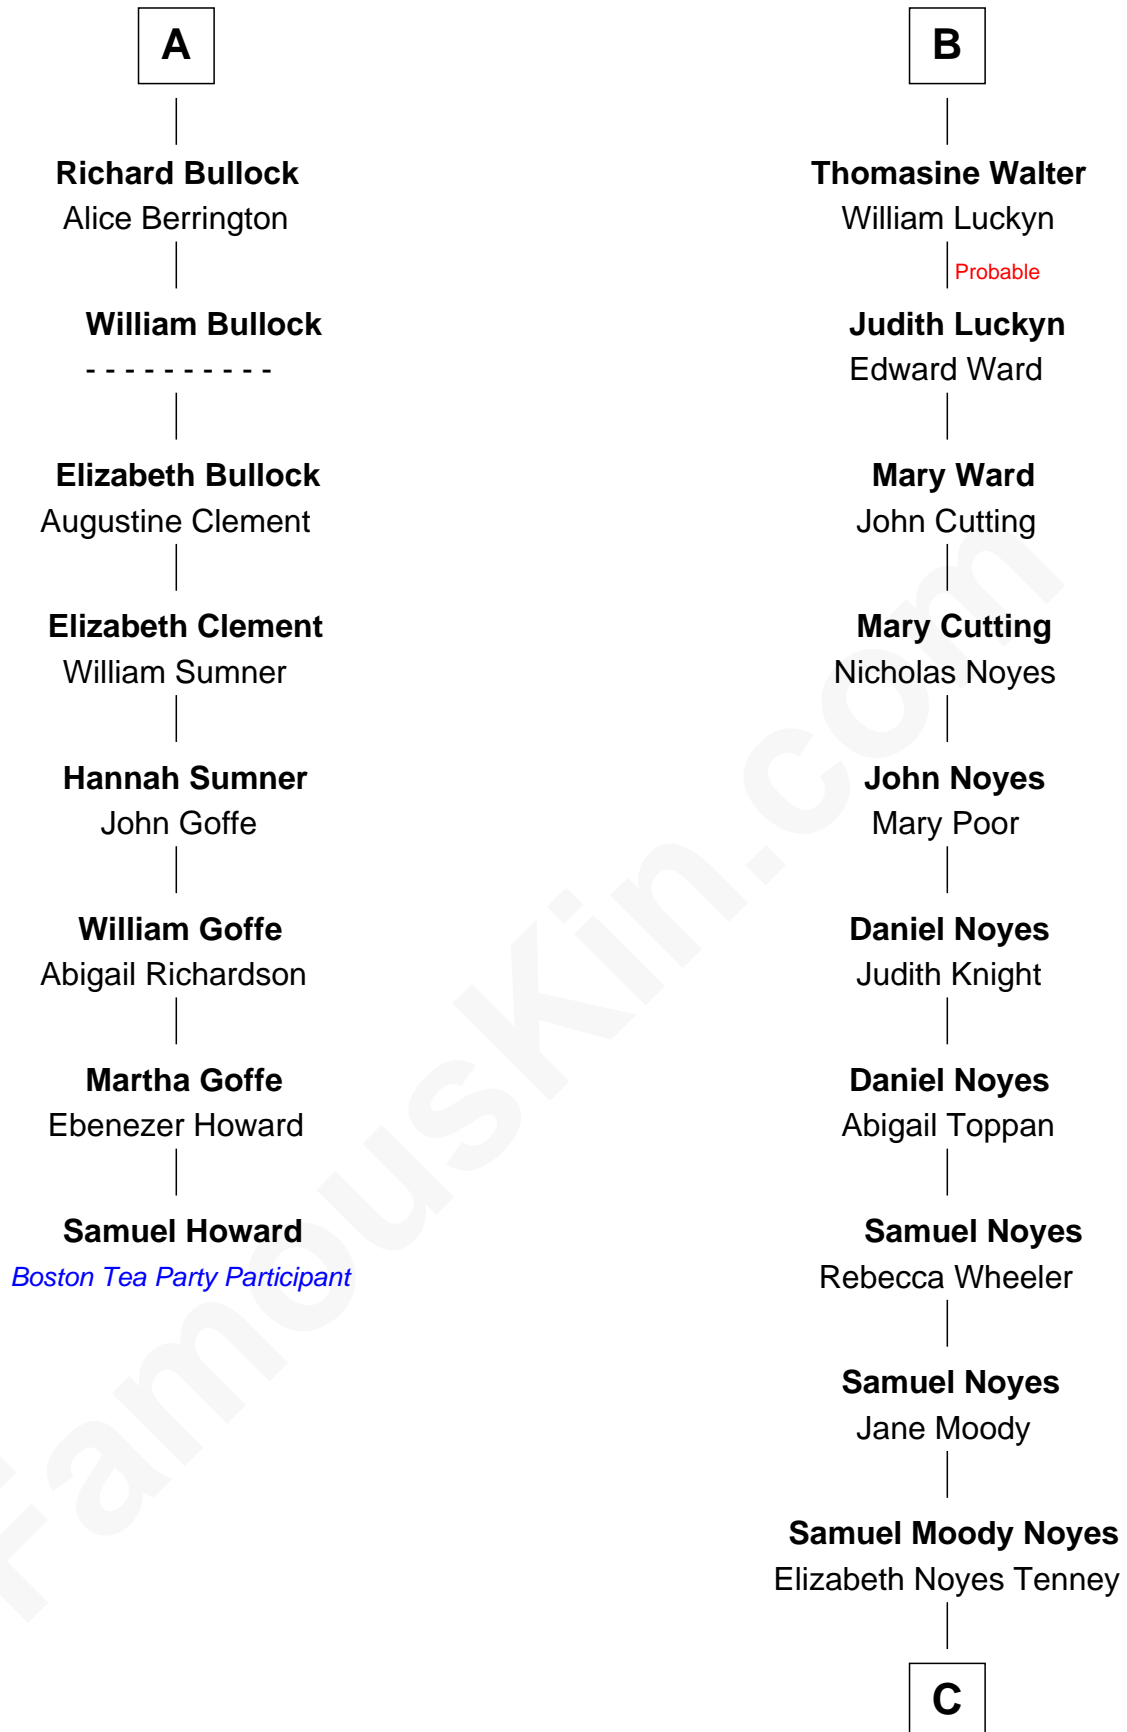 A
Richard Bullock
Alice Berrington
William Bullock
- - - - - - - - - -
Elizabeth Bullock
Augustine Clement
Elizabeth Clement
William Sumner
Hannah Sumner
John Goffe
William Goffe
Abigail Richardson
Martha Goffe
Ebenezer Howard
Samuel Howard
Boston Tea Party Participant
B
Thomasine Walter
William Luckyn
Probable
Judith Luckyn
Edward Ward
Mary Ward
John Cutting
Mary Cutting
Nicholas Noyes
John Noyes
Mary Poor
Daniel Noyes
Judith Knight
Daniel Noyes
Abigail Toppan
Samuel Noyes
Rebecca Wheeler
Samuel Noyes
Jane Moody
Samuel Moody Noyes
Elizabeth Noyes Tenney
C
FamousKin.com